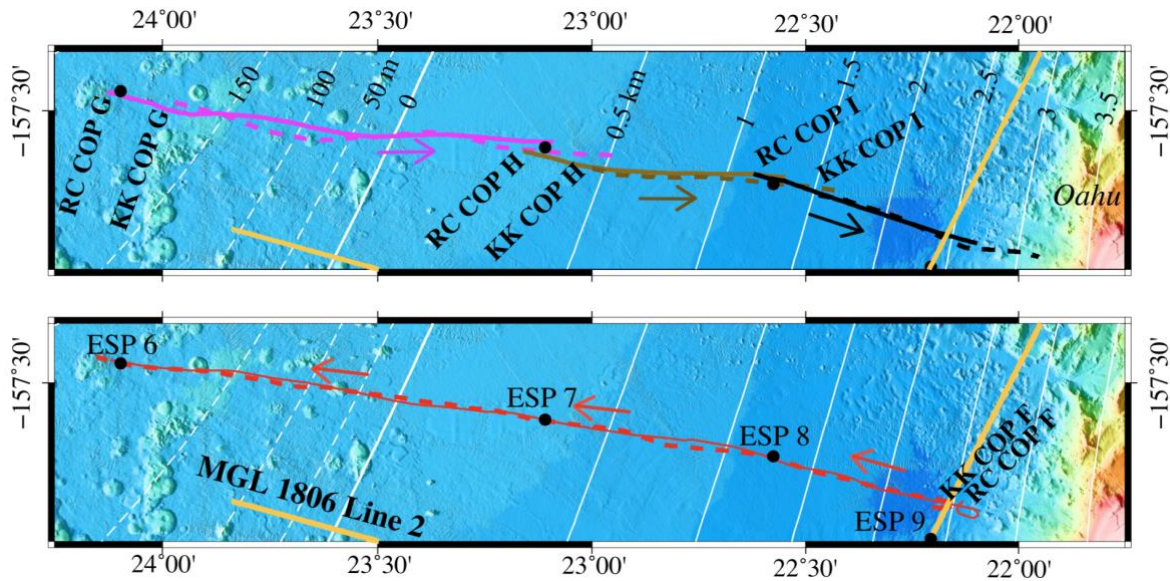 24°00'
23°30'
23°00'
22°30'
22°00'
-157°30'
150
100
50 m
0
0.5 km
1
1.5
2
2.5
3
3.5
RC COP G
KK COP G
RC COP H
KK COP H
RC COP I
KK COP I
Oahu
-157°30'
-157°30'
ESP 6
ESP 7
ESP 8
ESP 9
KK COP F
RC COP F
MGL 1806 Line 2
-157°30'
24°00'
23°30'
23°00'
22°30'
22°00'